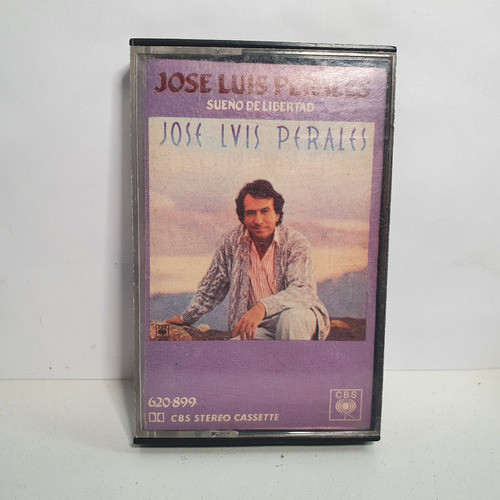 JOSE LUIS PERALES
SUEÑO DE LIBERTAD
JOSE LVIS PERALES
620·899
CBS STEREO CASSETTE
CBS